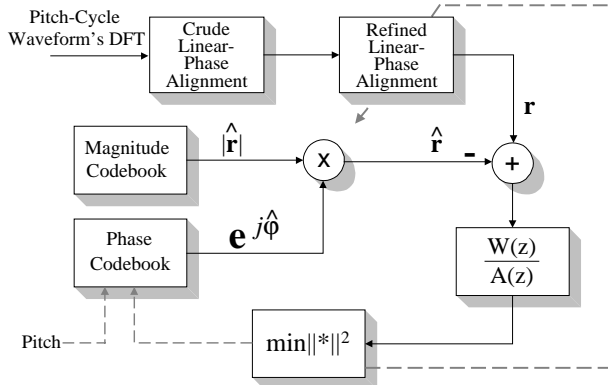 Pitch-Cycle
Waveform's DFT
Crude
Linear-
Phase
Alignment
Refined
Linear-
Phase
Alignment
r
Magnitude
Codebook
|r̂|
X
r̂
-
+
Phase
Codebook
e^{jφ̂}
W(z)
A(z)
Pitch
min||*||²